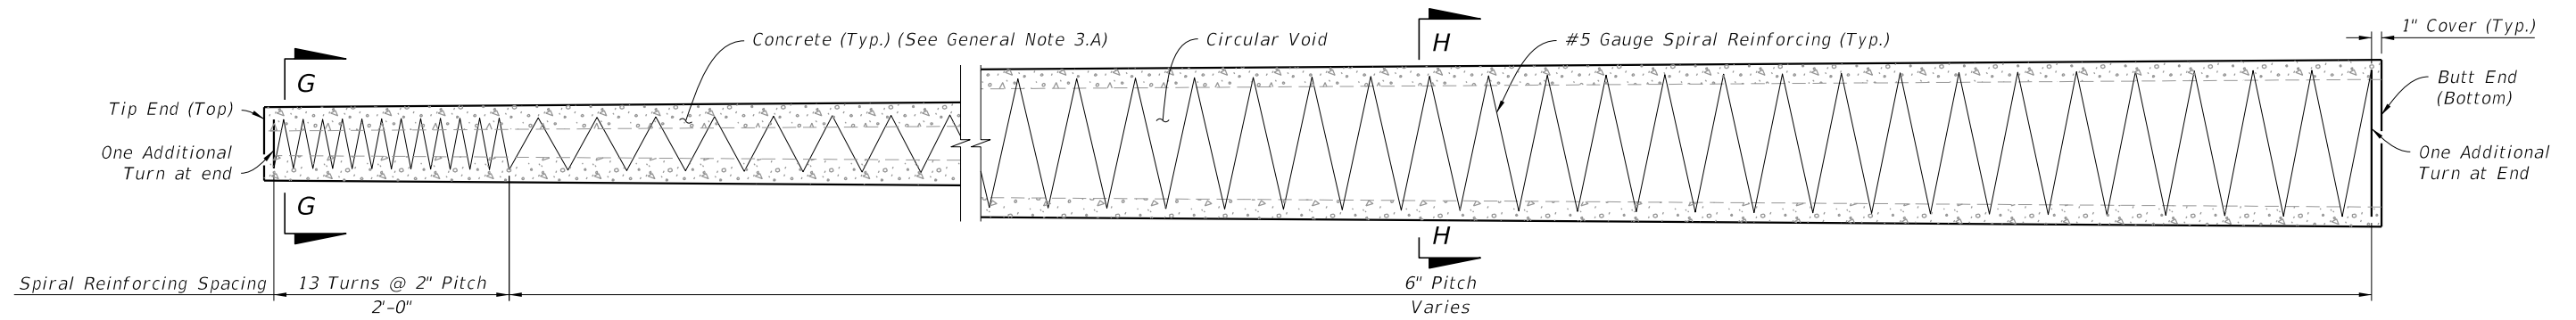 Concrete (Typ.) (See General Note 3.A)
Circular Void
H
#5 Gauge Spiral Reinforcing (Typ.)
1" Cover (Typ.)
G
Tip End (Top)
Butt End
(Bottom)
One Additional
Turn at end
One Additional
Turn at End
G
H
Spiral Reinforcing Spacing
13 Turns @ 2" Pitch
2'-0"
6" Pitch
Varies